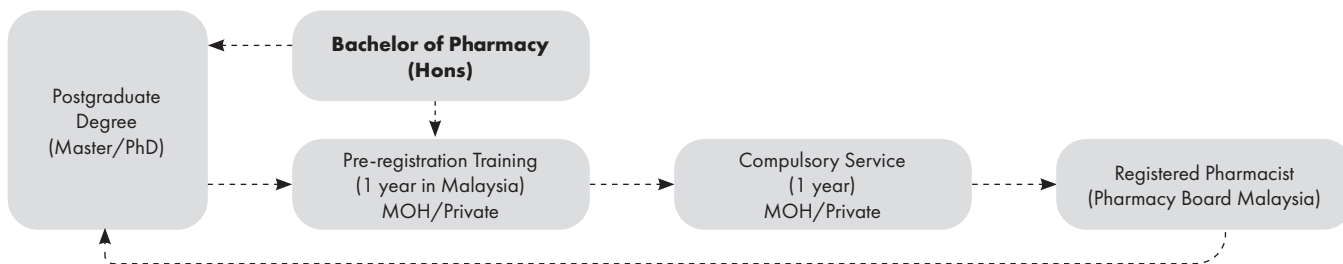 Bachelor of Pharmacy
(Hons)
Postgraduate
Degree
(Master/PhD)
Pre-registration Training
(1 year in Malaysia)
MOH/Private
Compulsory Service
(1 year)
MOH/Private
Registered Pharmacist
(Pharmacy Board Malaysia)